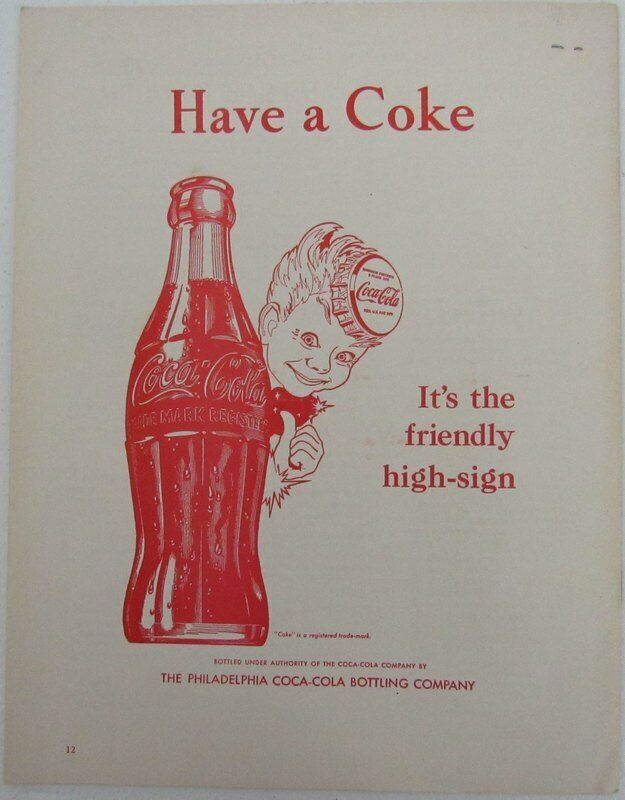 Have a Coke
Coca-Cola
Coca-Cola
TRADE MARK REGISTERED
It's the
friendly
high-sign
"Coke" is a registered trade-mark.
BOTTLED UNDER AUTHORITY OF THE COCA-COLA COMPANY BY
THE PHILADELPHIA COCA-COLA BOTTLING COMPANY
12